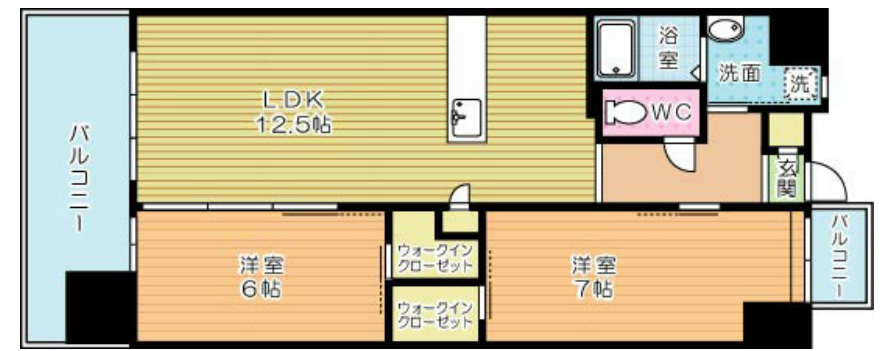 浴
室
洗面
洗
LDK
12.5帖
WC
バルコニー
玄
関
バルコニー
洋室
6帖
ウォークイン
クローゼット
ウォークイン
クローゼット
洋室
7帖